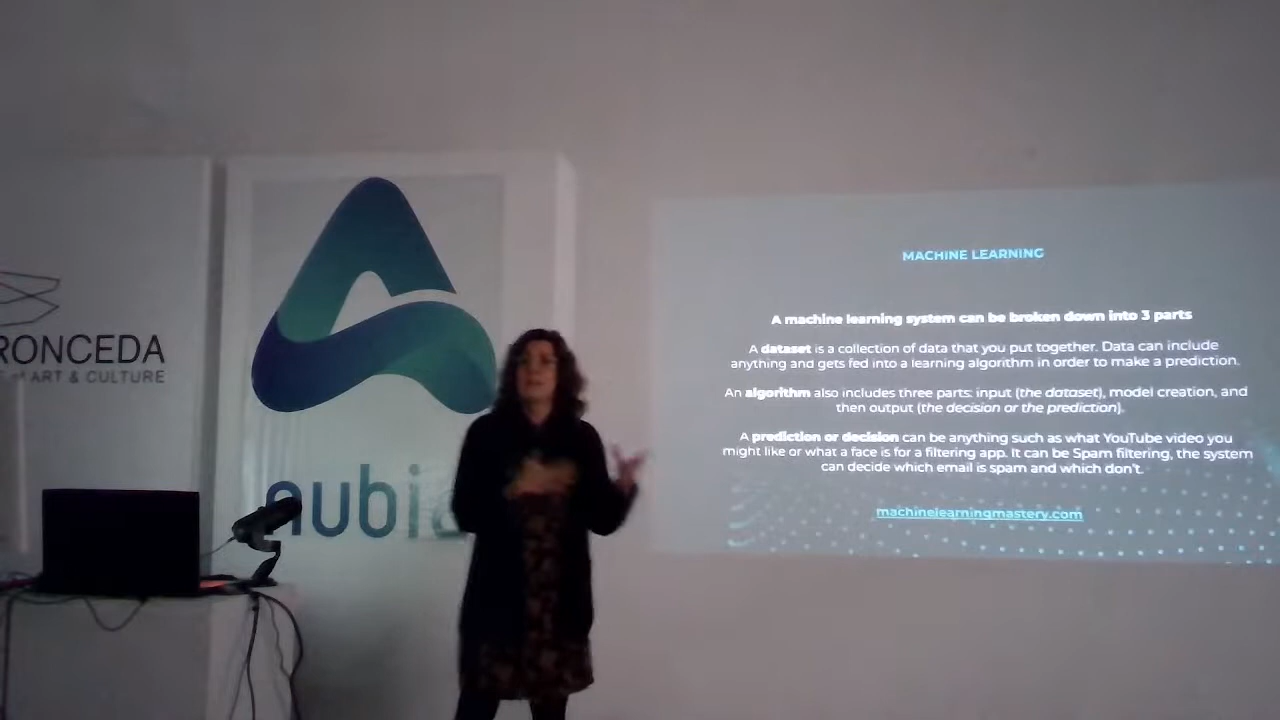 RONCEDA
ART & CULTURE
nubia
MACHINE LEARNING
A machine learning system can be broken down into 3 parts
A dataset is a collection of data that you put together. Data can include
anything and gets fed into a learning algorithm in order to make a prediction.
An algorithm also includes three parts: input (the dataset), model creation, and
then output (the decision or the prediction).
A prediction or decision can be anything such as what YouTube video you
might like or what a face is for a filtering app. It can be Spam filtering, the system
can decide which email is spam and which don't.
machinelearningmastery.com